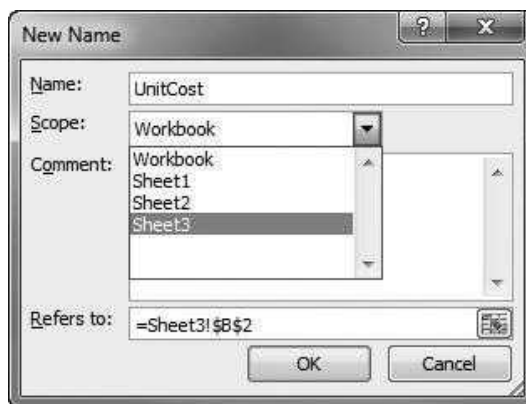 New Name
?
X
Name: UnitCost
Scope: Workbook
Comment:
Workbook
Sheet1
Sheet2
Sheet3
Refers to: =Sheet3!$B$2
OK Cancel